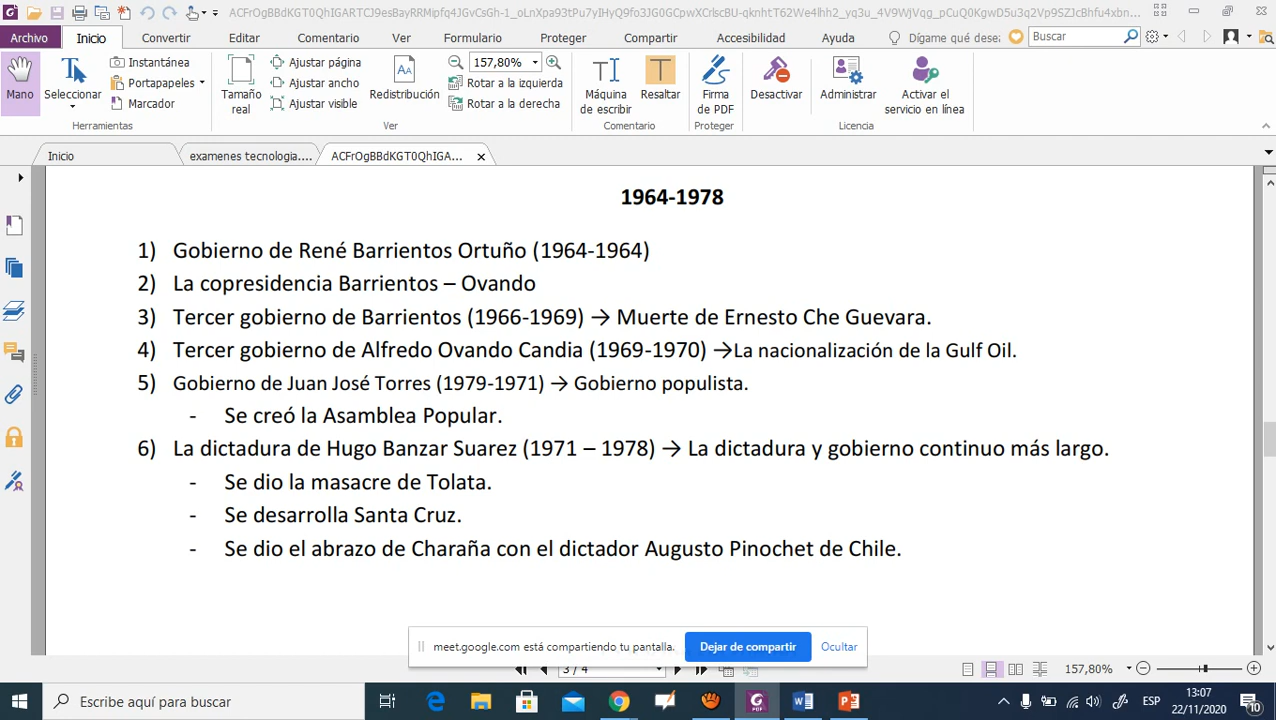 Archivo Inicio Convertir Editar Comentario Ver Formulario Proteger Compartir Accesibilidad Ayuda Dígame qué dese Buscar
Mano
Seleccionar
Instantánea
Portapapeles
Marcador
Herramientas
Tamaño real
Ajustar página
Ajustar ancho
Ajustar visible
Redistribución
157,80%
Rotar a la izquierda
Rotar a la derecha
Ver
Máquina de escribir
Resaltar
Comentario
Firma de PDF
Proteger
Desactivar
Administrar
Activar el servicio en línea
Licencia
Inicio examenes tecnologia.... ACFrOgBBdKGT0QhIGA...
1964-1978
1) Gobierno de René Barrientos Ortuño (1964-1964)
2) La copresidencia Barrientos – Ovando
3) Tercer gobierno de Barrientos (1966-1969) → Muerte de Ernesto Che Guevara.
4) Tercer gobierno de Alfredo Ovando Candia (1969-1970) →La nacionalización de la Gulf Oil.
5) Gobierno de Juan José Torres (1979-1971) → Gobierno populista.
- Se creó la Asamblea Popular.
6) La dictadura de Hugo Banzar Suarez (1971 – 1978) → La dictadura y gobierno continuo más largo.
- Se dio la masacre de Tolata.
- Se desarrolla Santa Cruz.
- Se dio el abrazo de Charaña con el dictador Augusto Pinochet de Chile.
meet.google.com está compartiendo tu pantalla. Dejar de compartir Ocultar
3 / 4 157,80%
Escribe aquí para buscar
ESP
13:07
22/11/2020
10